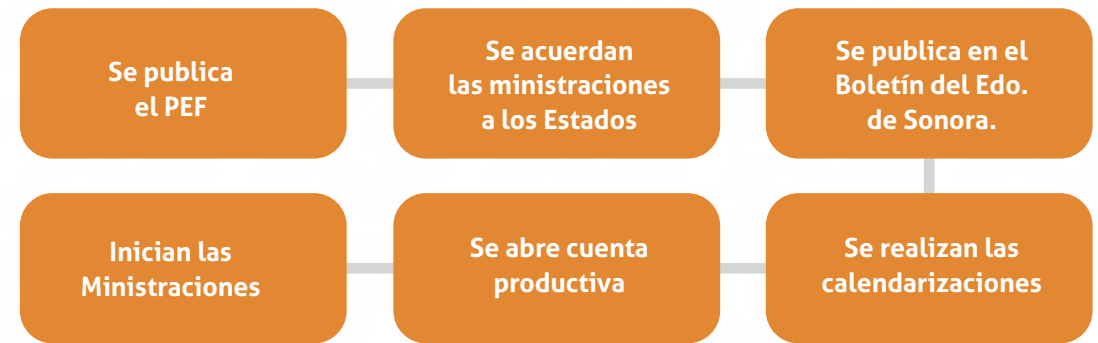 Se publica
el PEF
Se acuerdan
las ministraciones
a los Estados
Se publica en el
Boletín del Edo.
de Sonora.
Se realizan las
calendarizaciones
Se abre cuenta
productiva
Inician las
Ministraciones